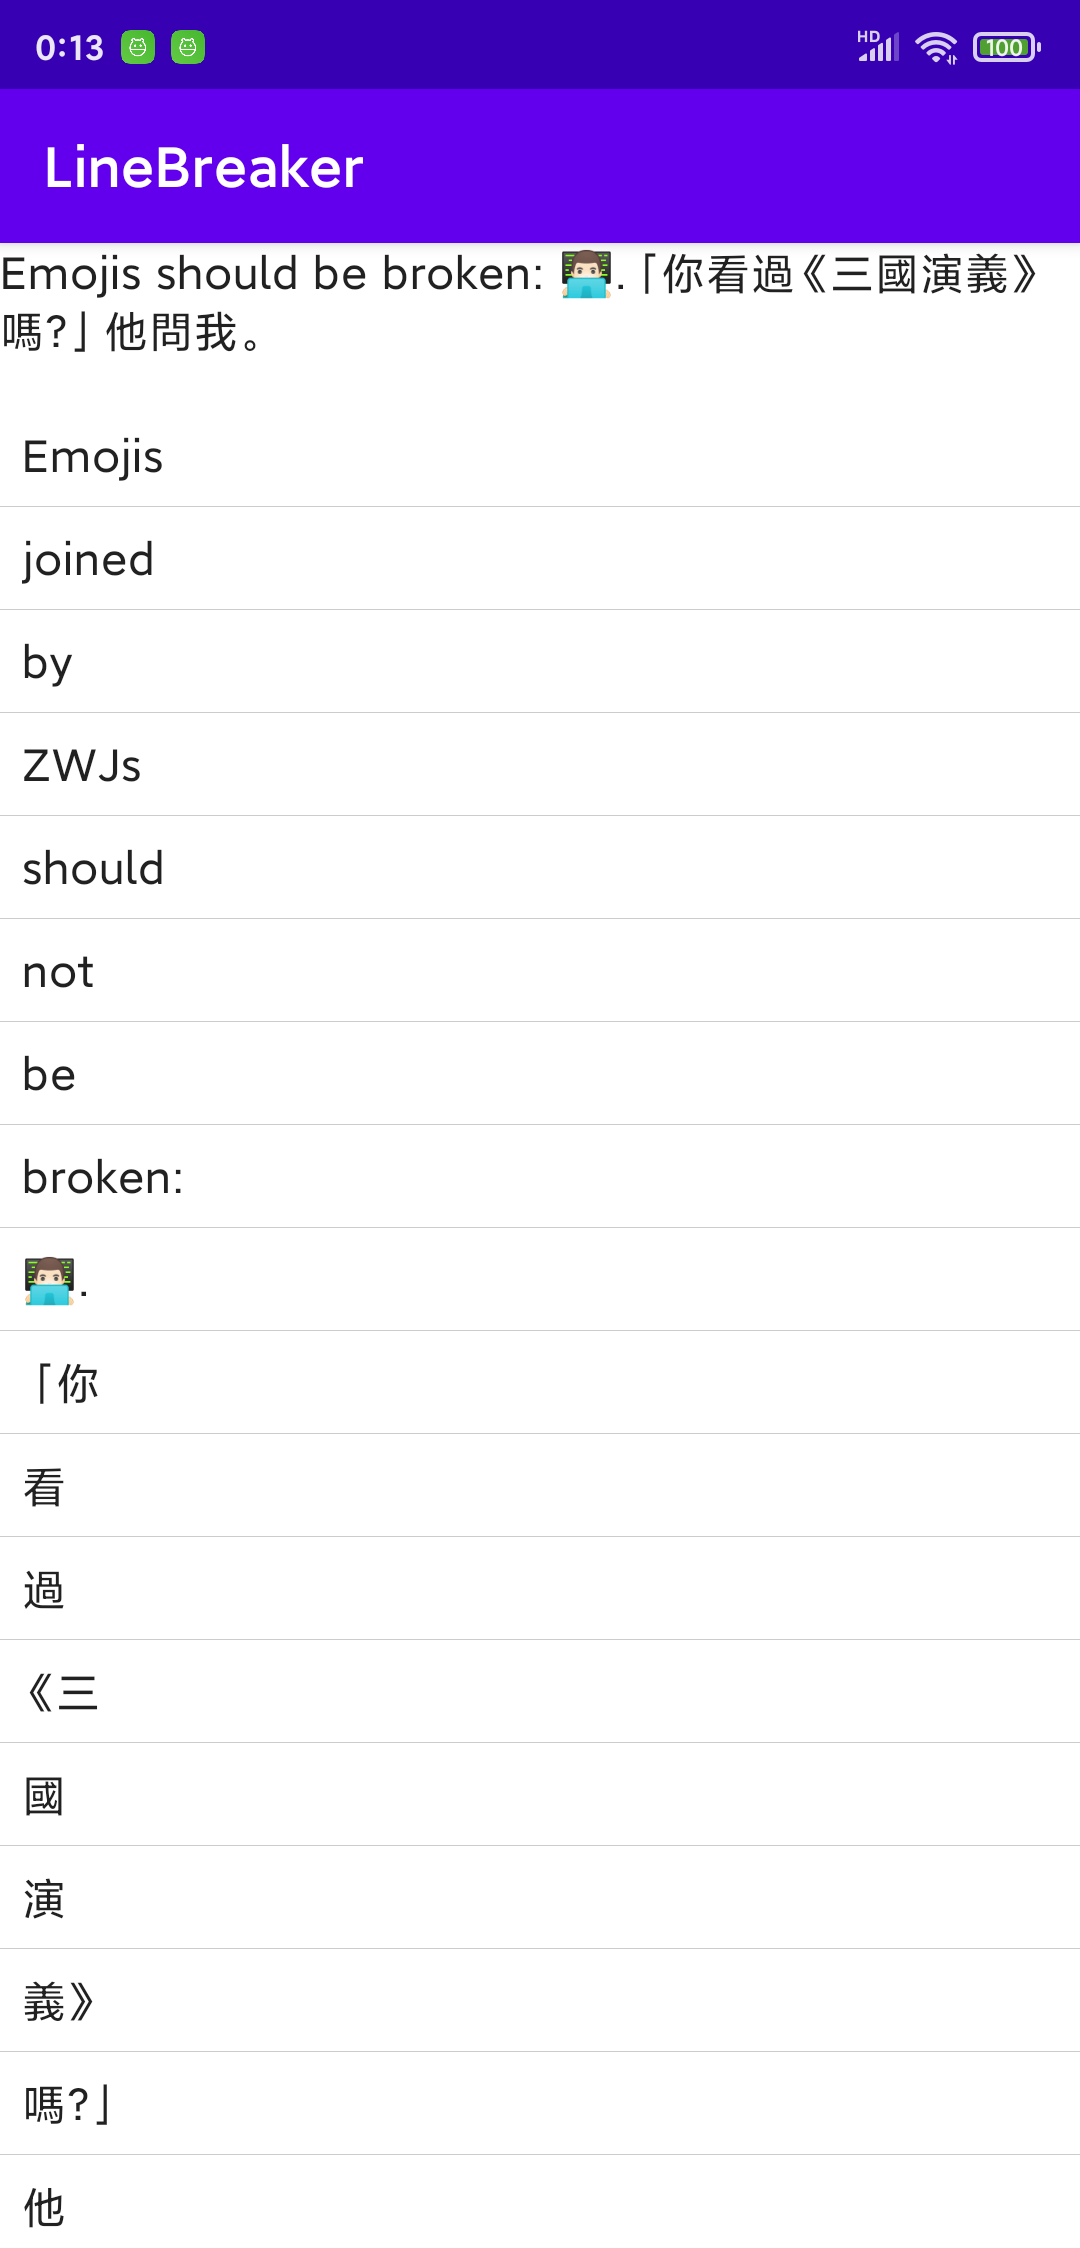 0:13 HD 100
LineBreaker
Emojis should be broken: 👨🏻‍💻.「你看過《三國演義》
嗎?」他問我。
Emojis
joined
by
ZWJs
should
not
be
broken:
👨🏻‍💻.
「你
看
過
《三
國
演
義》
嗎?」
他